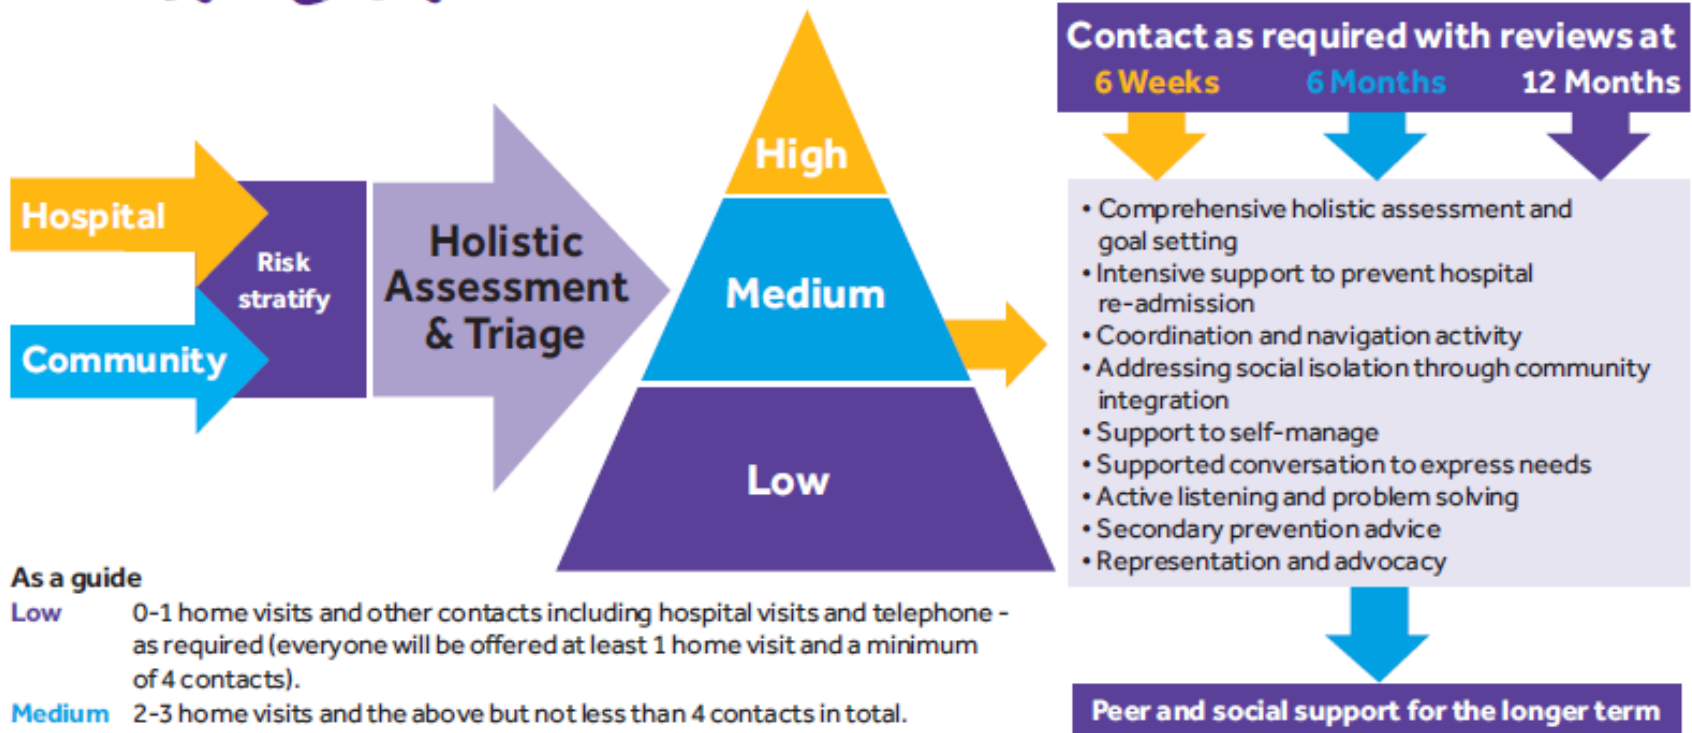 Contact as required with reviews at
6 Weeks 6 Months 12 Months
Hospital
Community
Risk
stratify
Holistic
Assessment
& Triage
High
Medium
Low
• Comprehensive holistic assessment and
goal setting
• Intensive support to prevent hospital
re-admission
• Coordination and navigation activity
• Addressing social isolation through community
integration
• Support to self-manage
• Supported conversation to express needs
• Active listening and problem solving
• Secondary prevention advice
• Representation and advocacy
Peer and social support for the longer term
As a guide
Low 0-1 home visits and other contacts including hospital visits and telephone -
as required (everyone will be offered at least 1 home visit and a minimum
of 4 contacts).
Medium 2-3 home visits and the above but not less than 4 contacts in total.